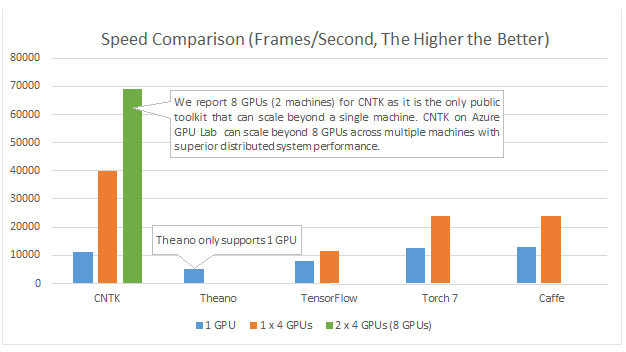 Speed Comparison (Frames/Second, The Higher the Better)
80000
70000
60000
50000
40000
30000
20000
10000
0
We report 8 GPUs (2 machines) for CNTK as it is the only public
toolkit that can scale beyond a single machine. CNTK on Azure
GPU Lab can scale beyond 8 GPUs across multiple machines with
superior distributed system performance.
Theano only supports 1 GPU
CNTK Theano TensorFlow Torch 7 Caffe
1 GPU 1 x 4 GPUs 2 x 4 GPUs (8 GPUs)